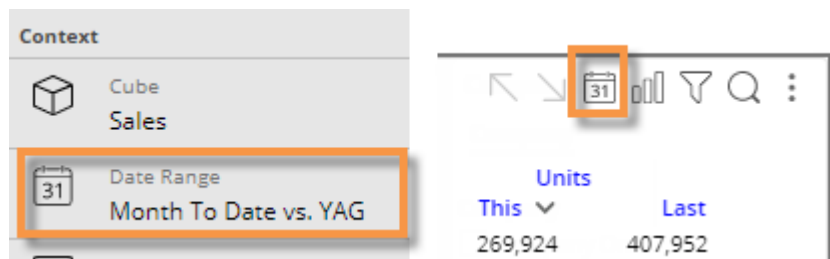 Context
Cube
Sales
31
Date Range
Month To Date vs. YAG
31
Units
This Last
269,924 407,952